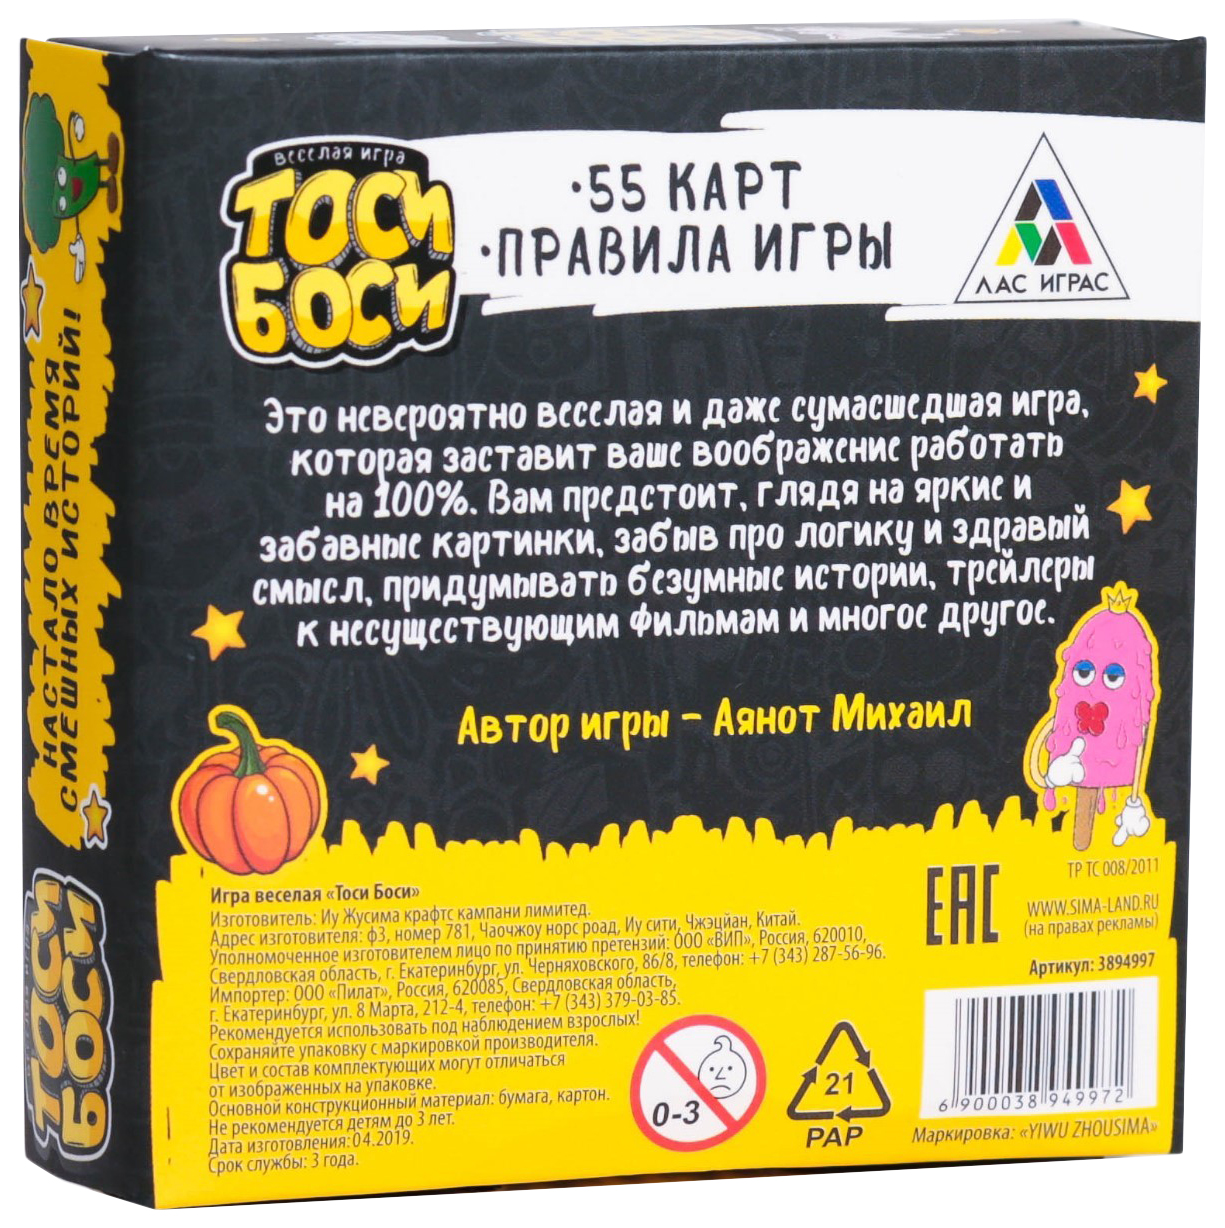 ВЕСЕЛАЯ ИГРА
ТОСИ
БОСИ
·55 КАРТ
·ПРАВИЛА ИГРЫ
ЛАС ИГРАС
Это невероятно веселая и даже сумасшедшая игра,
которая заставит ваше воображение работать
на 100%. Вам предстоит, глядя на яркие и
забавные картинки, забыв про логику и здравый
смысл, придумывать безумные истории, трейлеры
к несуществующим фильмам и многое другое.
Автор игры – Аянот Михаил
НАСТАЛО ВРЕМЯ
СМЕШНЫХ ИСТОРИЙ!
ВЕСЕЛАЯ ИГРА
ТОСИ
БОСИ
Игра веселая «Тоси Боси»
Изготовитель: Иу Жусима крафтс кампани лимитед.
Адрес изготовителя: ф3, номер 781, Чаочжоу норс роад, Иу сити, Чжэцйан, Китай.
Уполномоченное изготовителем лицо по принятию претензий: ООО «ВИП», Россия, 620010,
Свердловская область, г. Екатеринбург, ул. Черняховского, 86/8, телефон: +7 (343) 287-56-96.
Импортер: ООО «Пилат», Россия, 620085, Свердловская область,
г. Екатеринбург, ул. 8 Марта, 212-4, телефон: +7 (343) 379-03-85.
Рекомендуется использовать под наблюдением взрослых!
Сохраняйте упаковку с маркировкой производителя.
Цвет и состав комплектующих могут отличаться
от изображенных на упаковке.
Основной конструкционный материал: бумага, картон.
Не рекомендуется детям до 3 лет.
Дата изготовления: 04.2019.
Срок службы: 3 года.
0-3
21
PAP
EAC
ТР ТС 008/2011
WWW.SIMA-LAND.RU
(на правах рекламы)
Артикул: 3894997
6 900038 949972
Маркировка: «YIWU ZHOUSIMA»